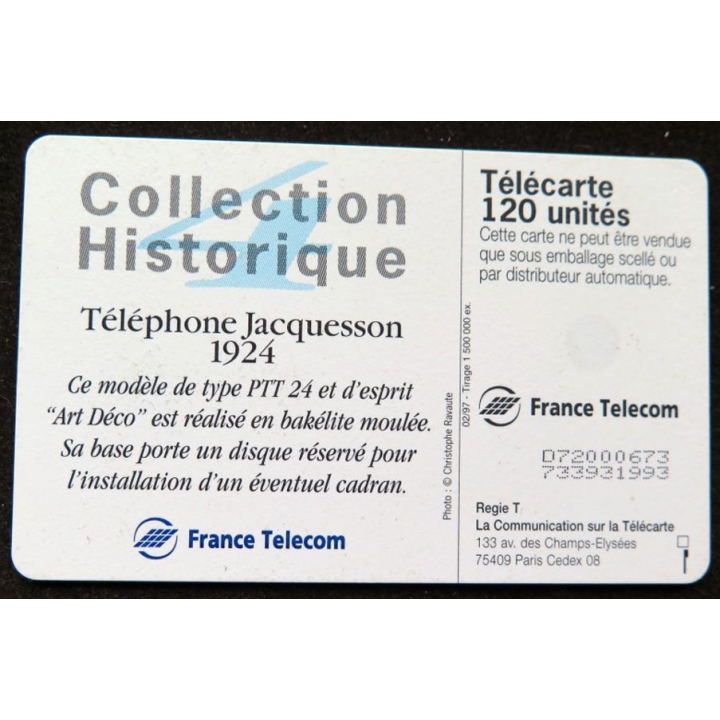 4
Collection
Historique
Téléphone Jacquesson
1924
Ce modèle de type PTT 24 et d'esprit
"Art Déco" est réalisé en bakélite moulée.
Sa base porte un disque réservé pour
l'installation d'un éventuel cadran.
France Telecom
Photo : © Christophe Ravaute
02/97 - Tirage 1 500 000 ex.
Télécarte
120 unités
Cette carte ne peut être vendue
que sous emballage scellé ou
par distributeur automatique.
France Telecom
D72000673
733931993
Regie T
La Communication sur la Télécarte
133 av. des Champs-Elysées
75409 Paris Cedex 08